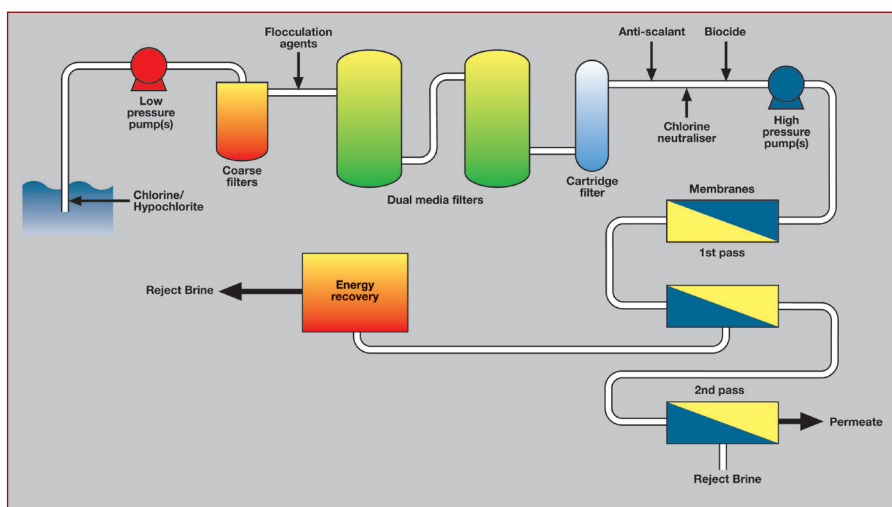 Flocculation
agents
Anti-scalant
Biocide
Low
pressure
pump(s)
Coarse
filters
Dual media filters
Cartridge
filter
Chlorine
neutraliser
High
pressure
pump(s)
Chlorine/
Hypochlorite
Membranes
1st pass
Reject Brine
Energy
recovery
2nd pass
Permeate
Reject Brine